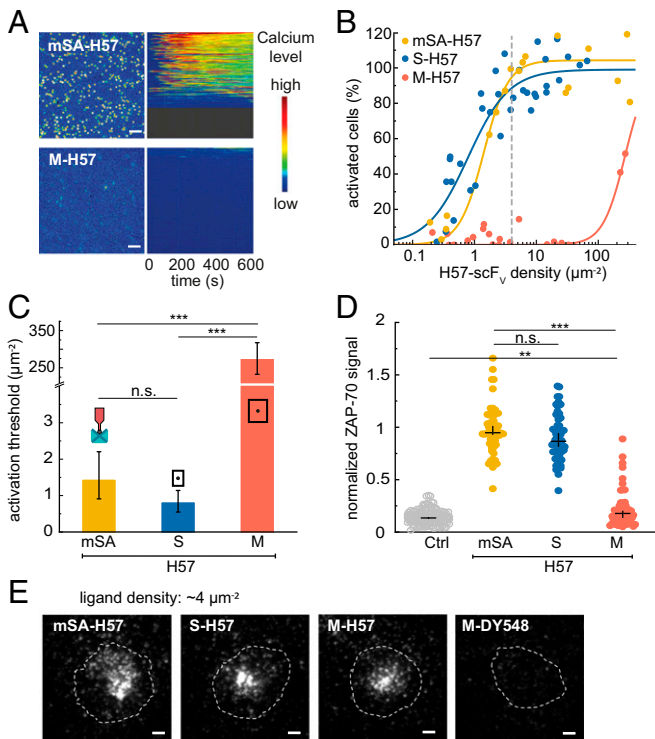 A
mSA-H57
M-H57
Calcium
level
high
low
0 200 400 600
time (s)
B
mSA-H57
S-H57
M-H57
activated cells (%)
120
100
80
60
40
20
0
0.1 1 10 100
H57-scFV density (µm-2)
C
activation threshold (µm-2)
350
250
3
2
1
0
***
***
n.s.
mSA S M
H57
D
normalized ZAP-70 signal
2
1.5
1
0.5
0
***
n.s.
**
Ctrl mSA S M
H57
E
ligand density: ~4 µm-2
mSA-H57 S-H57 M-H57 M-DY548